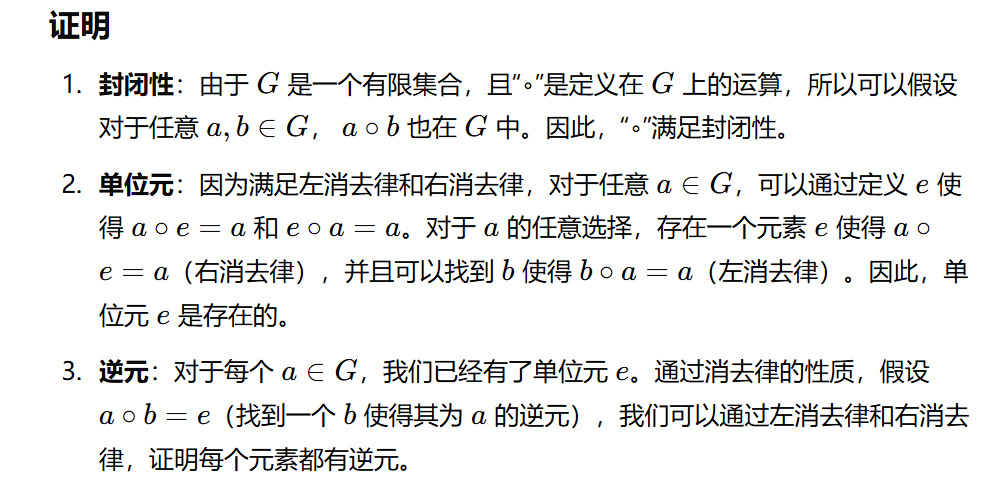 证明
1. 封闭性：由于 G 是一个有限集合，且“∘”是定义在 G 上的运算，所以可以假设
对于任意 a, b ∈ G， a ∘ b 也在 G 中。因此，“∘”满足封闭性。
2. 单位元：因为满足左消去律和右消去律，对于任意 a ∈ G，可以通过定义 e 使
得 a ∘ e = a 和 e ∘ a = a。对于 a 的任意选择，存在一个元素 e 使得 a ∘
e = a（右消去律），并且可以找到 b 使得 b ∘ a = a（左消去律）。因此，单
位元 e 是存在的。
3. 逆元：对于每个 a ∈ G，我们已经有了单位元 e。通过消去律的性质，假设
a ∘ b = e（找到一个 b 使得其为 a 的逆元），我们可以通过左消去律和右消去
律，证明每个元素都有逆元。